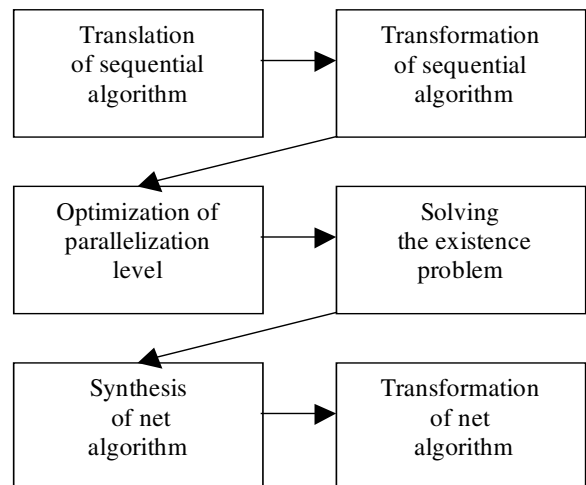 Translation
of sequential
algorithm
Transformation
of sequential
algorithm
Optimization of
parallelization
level
Solving
the existence
problem
Synthesis
of net
algorithm
Transformation
of net
algorithm